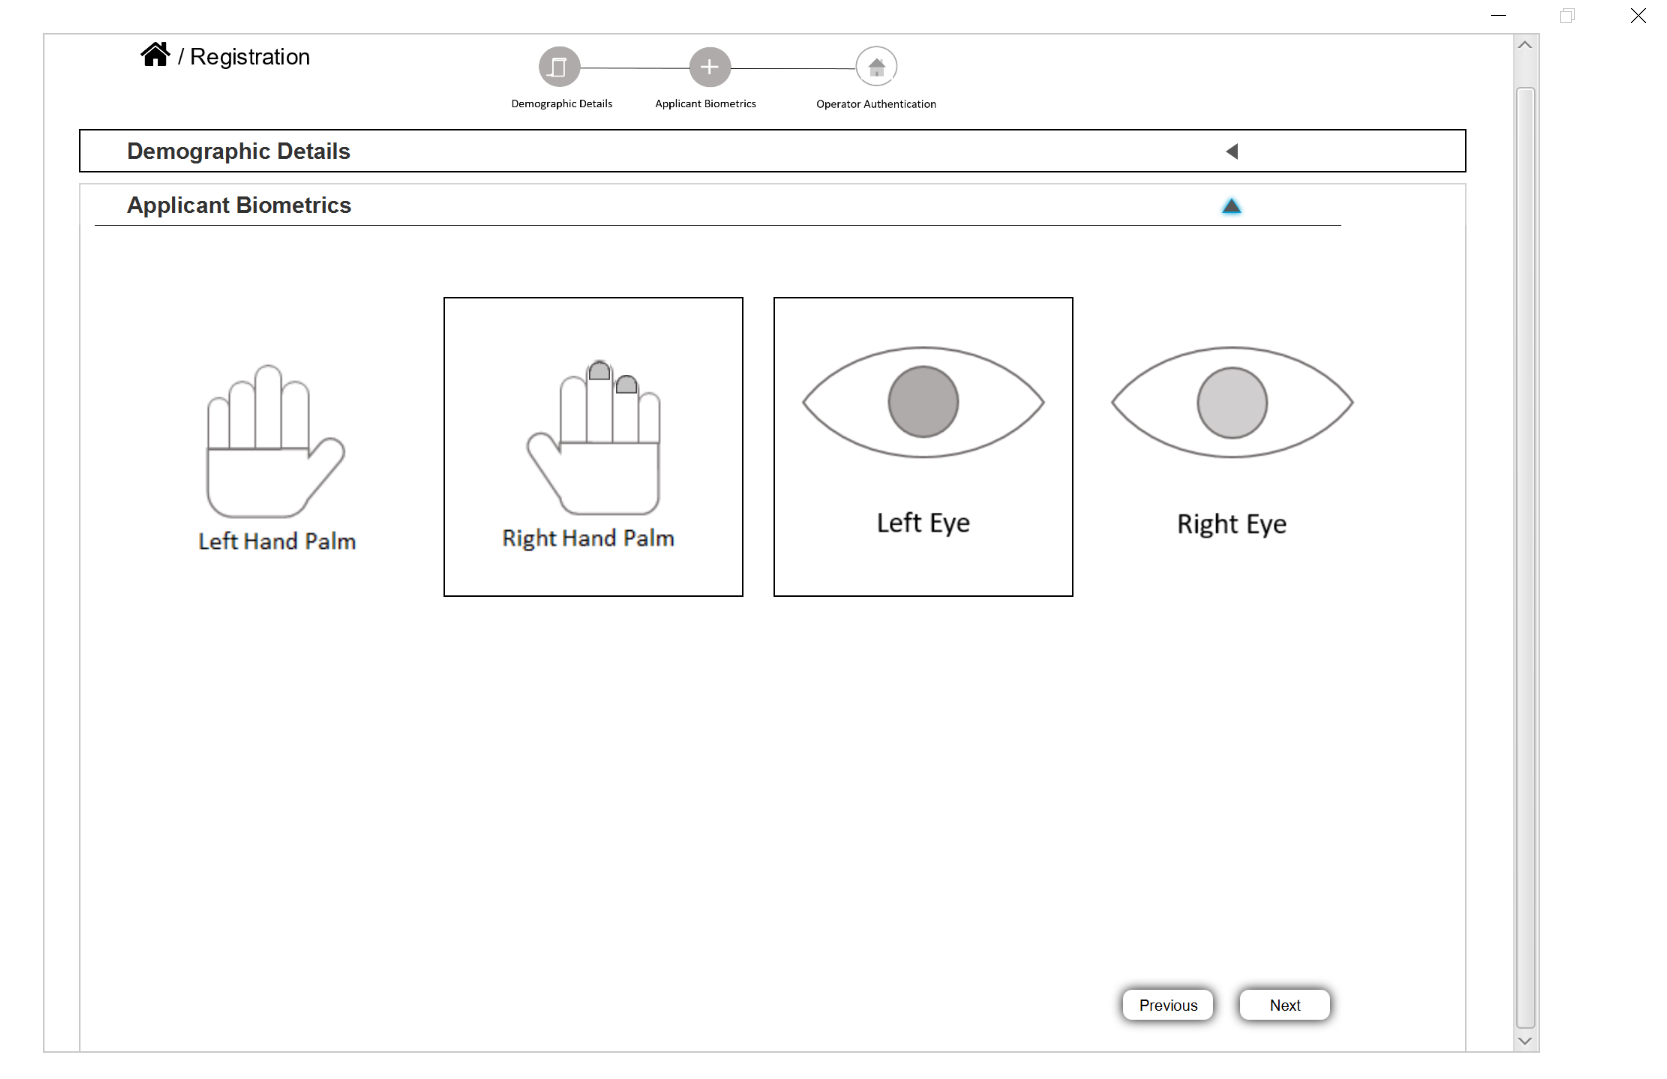 / Registration
Demographic Details
Applicant Biometrics
Operator Authentication
Demographic Details
Applicant Biometrics
Left Hand Palm
Right Hand Palm
Left Eye
Right Eye
Previous
Next